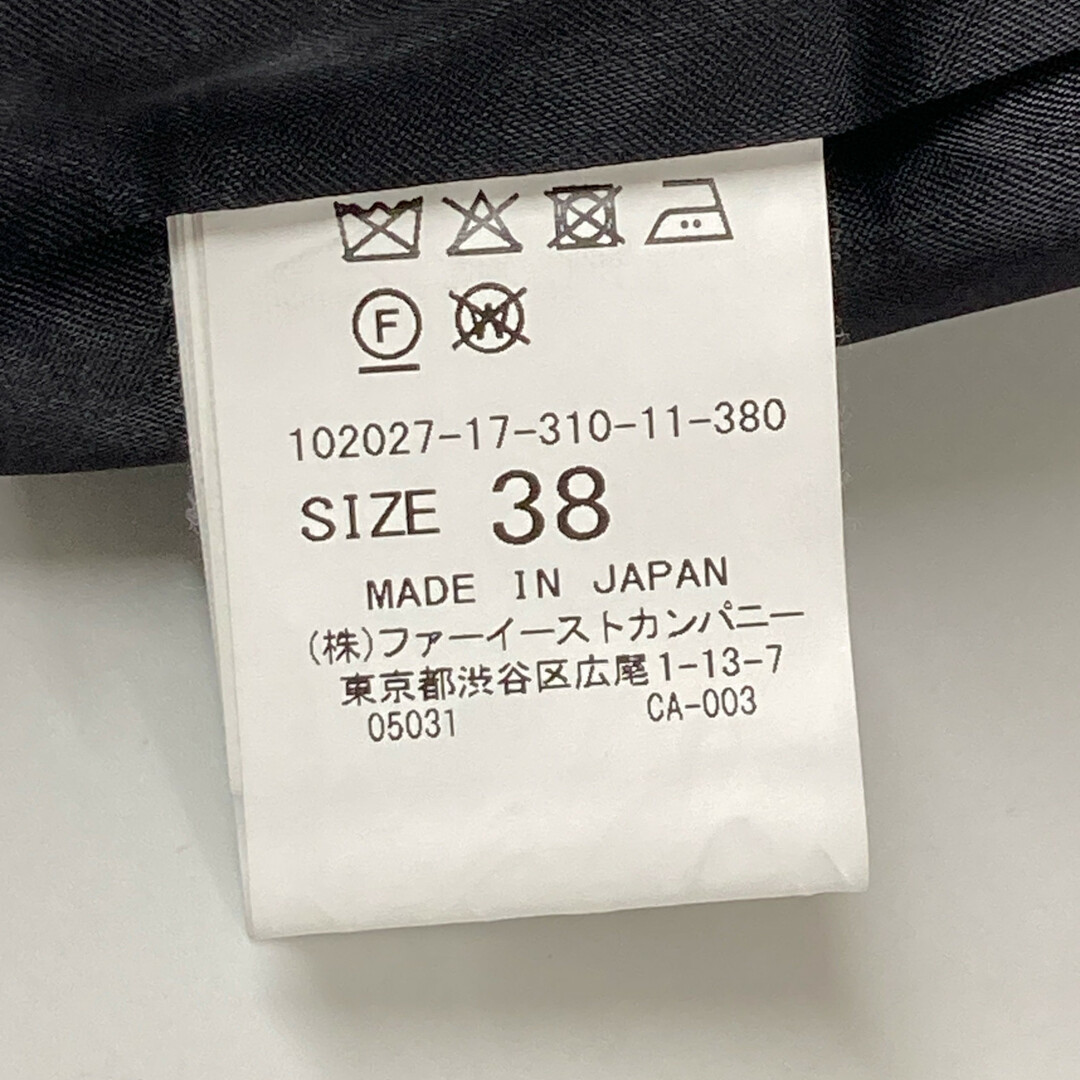 F W
102027-17-310-11-380
SIZE 38
MADE IN JAPAN
(株)ファーイーストカンパニー
東京都渋谷区広尾1-13-7
05031 CA-003